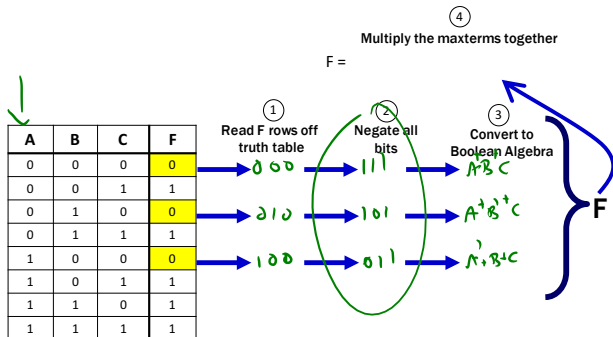 ④
Multiply the maxterms together
F =
① ② ③
Read F rows off truth table
Negate all bits
Convert to Boolean Algebra
A B C F
0 0 0 0
0 0 1 1
0 1 0 0
0 1 1 1
1 0 0 0
1 0 1 1
1 1 0 1
1 1 1 1
000 111
010 101
100 011
F